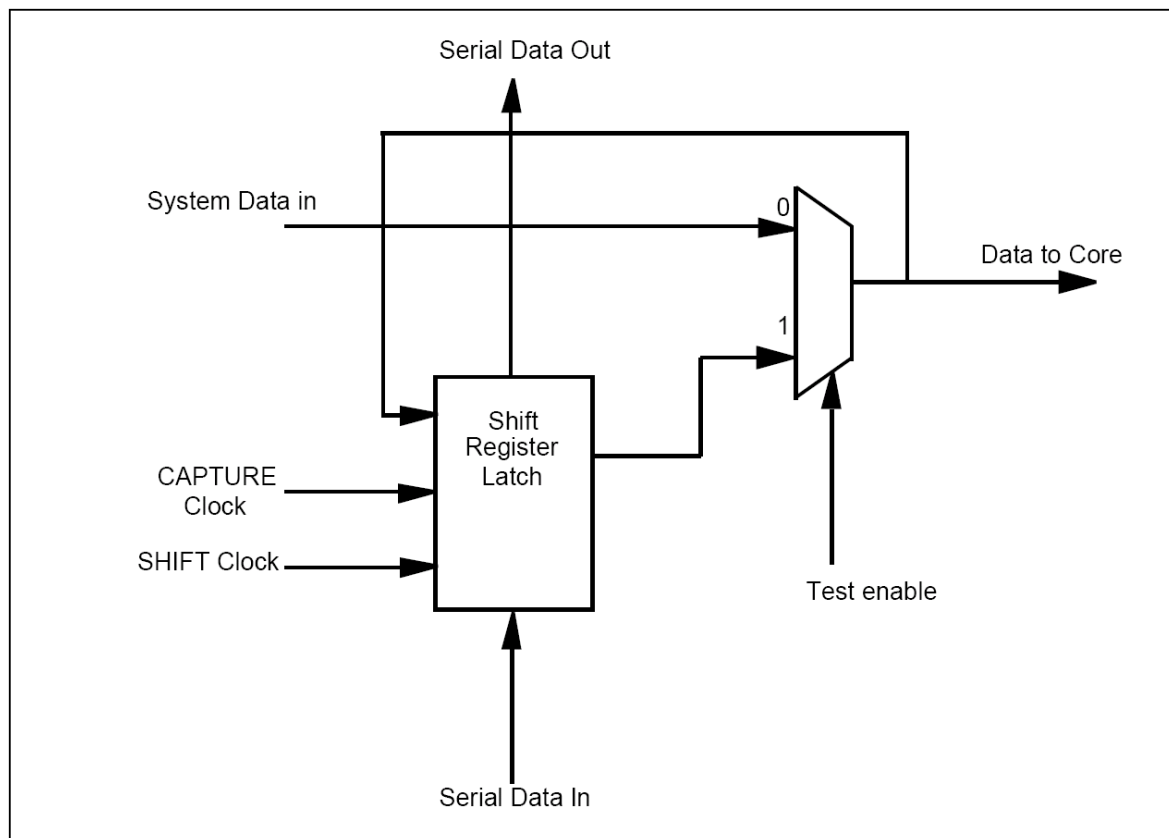 Serial Data Out
System Data in
0
Data to Core
1
Shift
Register
Latch
CAPTURE
Clock
SHIFT Clock
Test enable
Serial Data In